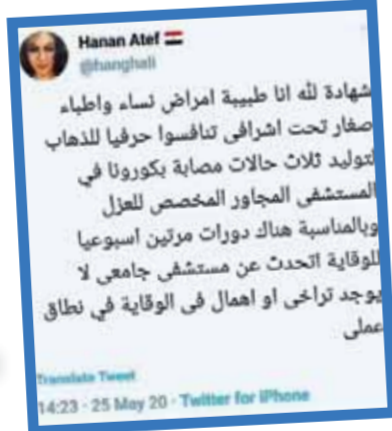 Hanan Atef
@hanghali
شهادة لله انا طبيبة امراض نساء واطباء
صغار تحت اشرافى تنافسوا حرفيا للذهاب
لتوليد ثلاث حالات مصابة بكورونا في
المستشفى المجاور المخصص للعزل
وبالمناسبة هناك دورات مرتين اسبوعيا
للوقاية اتحدث عن مستشفى جامعى لا
يوجد تراخى او اهمال فى الوقاية في نطاق
عملى
Translate Tweet
14:23 · 25 May 20 · Twitter for iPhone